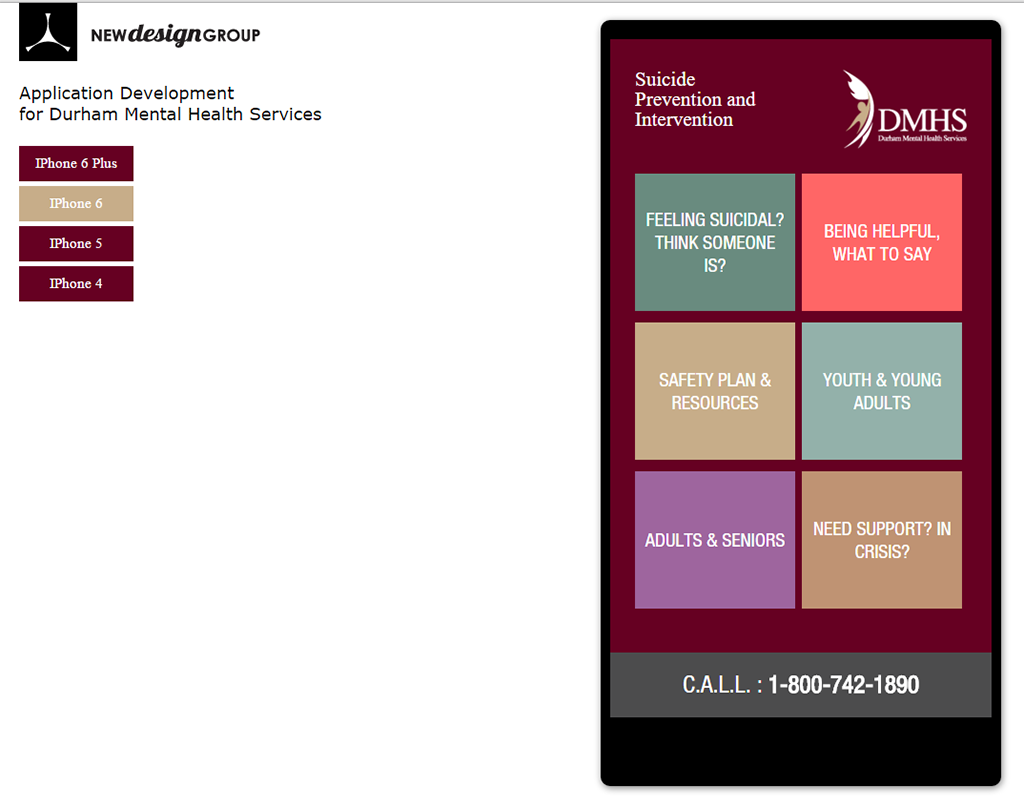 NEWdesignGROUP
Application Development
for Durham Mental Health Services
IPhone 6 Plus
IPhone 6
IPhone 5
IPhone 4
Suicide
Prevention and
Intervention
DMHS
Durham Mental Health Services
FEELING SUICIDAL?
THINK SOMEONE
IS?
BEING HELPFUL,
WHAT TO SAY
SAFETY PLAN &
RESOURCES
YOUTH & YOUNG
ADULTS
ADULTS & SENIORS
NEED SUPPORT? IN
CRISIS?
C.A.L.L. : 1-800-742-1890